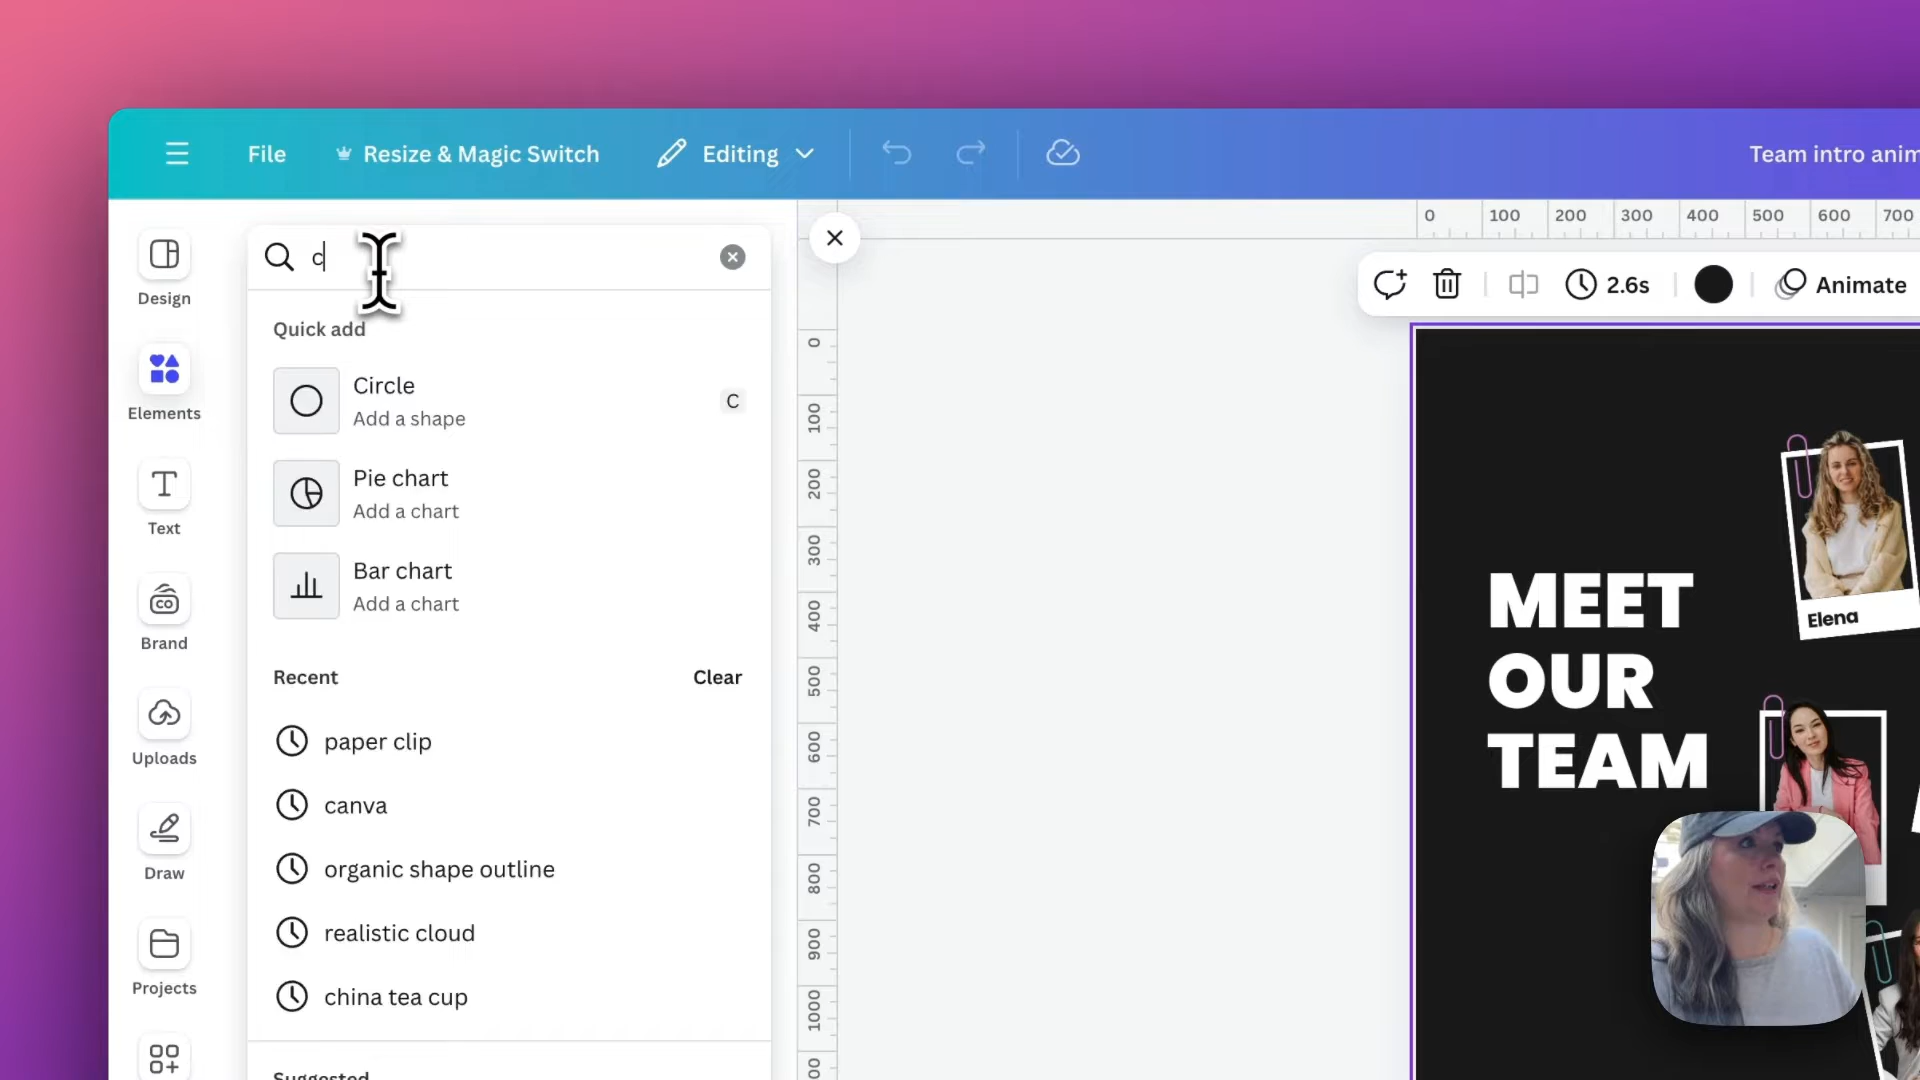 File
Resize & Magic Switch
Editing
Team intro anim
Design
Elements
Text
Brand
CO
Uploads
Draw
Projects
c
Quick add
Circle
Add a shape
C
Pie chart
Add a chart
Bar chart
Add a chart
Recent
Clear
paper clip
canva
organic shape outline
realistic cloud
china tea cup
Suggested
0 100 200 300 400 500 600 700
0
100
200
300
400
500
600
700
800
900
1000
2.6s
Animate
MEET
OUR
TEAM
Elena